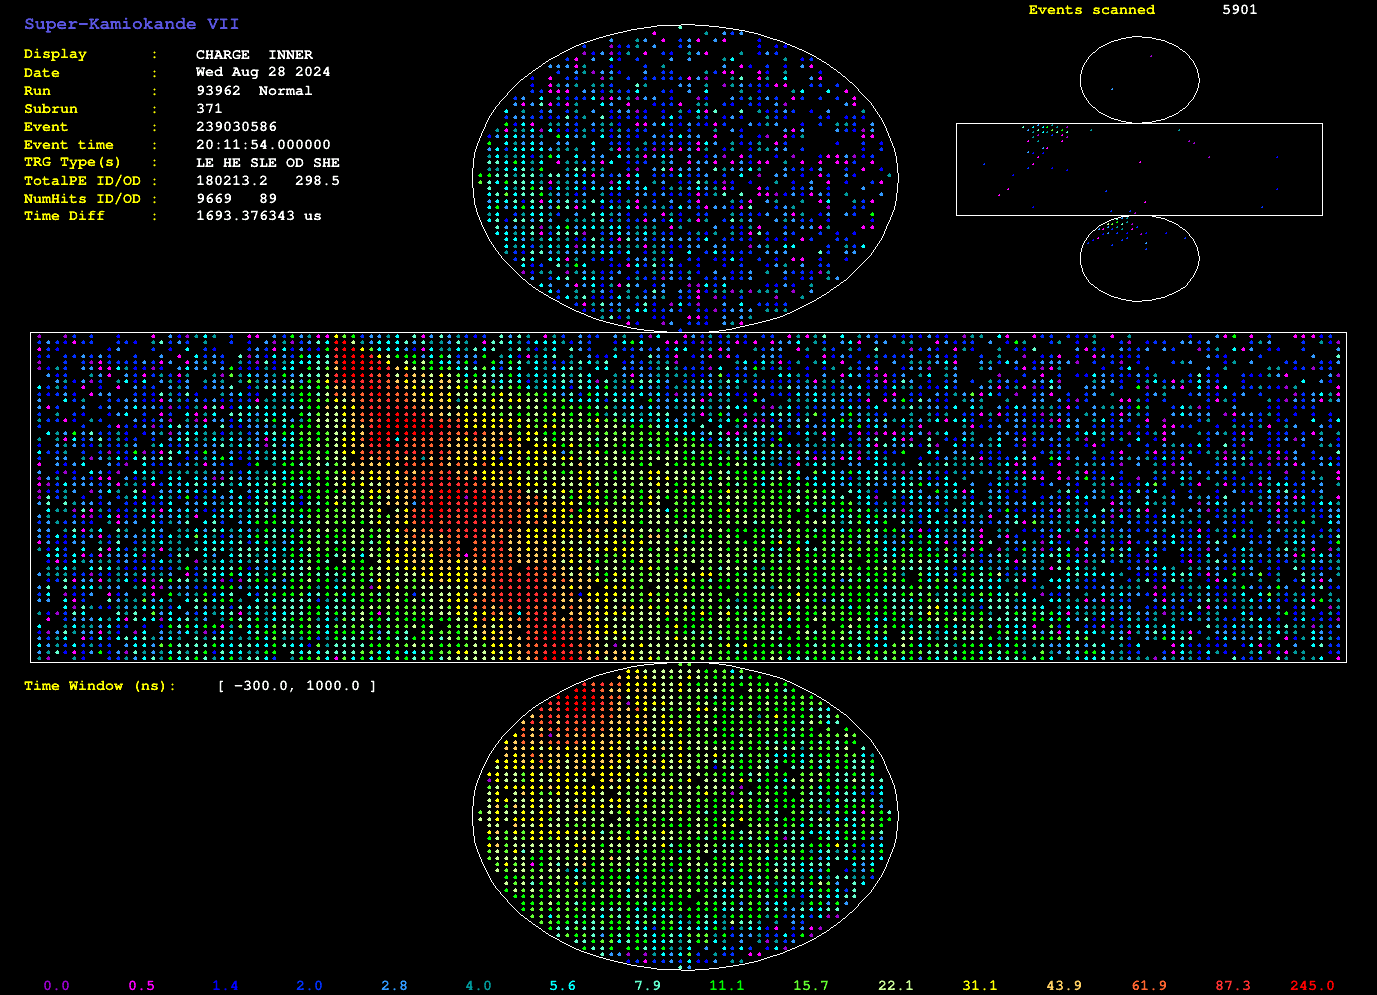 Super-Kamiokande VII
Events scanned 5901
Display : CHARGE INNER
Date : Wed Aug 28 2024
Run : 93962 Normal
Subrun : 371
Event : 239030586
Event time : 20:11:54.000000
TRG Type(s) : LE HE SLE OD SHE
TotalPE ID/OD : 180213.2 298.5
NumHits ID/OD : 9669 89
Time Diff : 1693.376343 us
Time Window (ns): [ -300.0, 1000.0 ]
0.0 0.5 1.4 2.0 2.8 4.0 5.6 7.9 11.1 15.7 22.1 31.1 43.9 61.9 87.3 245.0